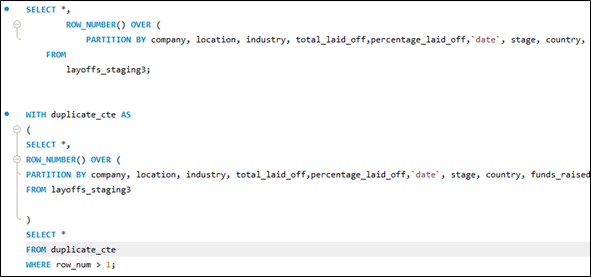 SELECT *,
ROW_NUMBER() OVER (
PARTITION BY company, location, industry, total_laid_off,percentage_laid_off,`date`, stage, country,
FROM
layoffs_staging3;
WITH duplicate_cte AS
(
SELECT *,
ROW_NUMBER() OVER (
PARTITION BY company, location, industry, total_laid_off,percentage_laid_off,`date`, stage, country, funds_raised
FROM layoffs_staging3
)
SELECT *
FROM duplicate_cte
WHERE row_num > 1;